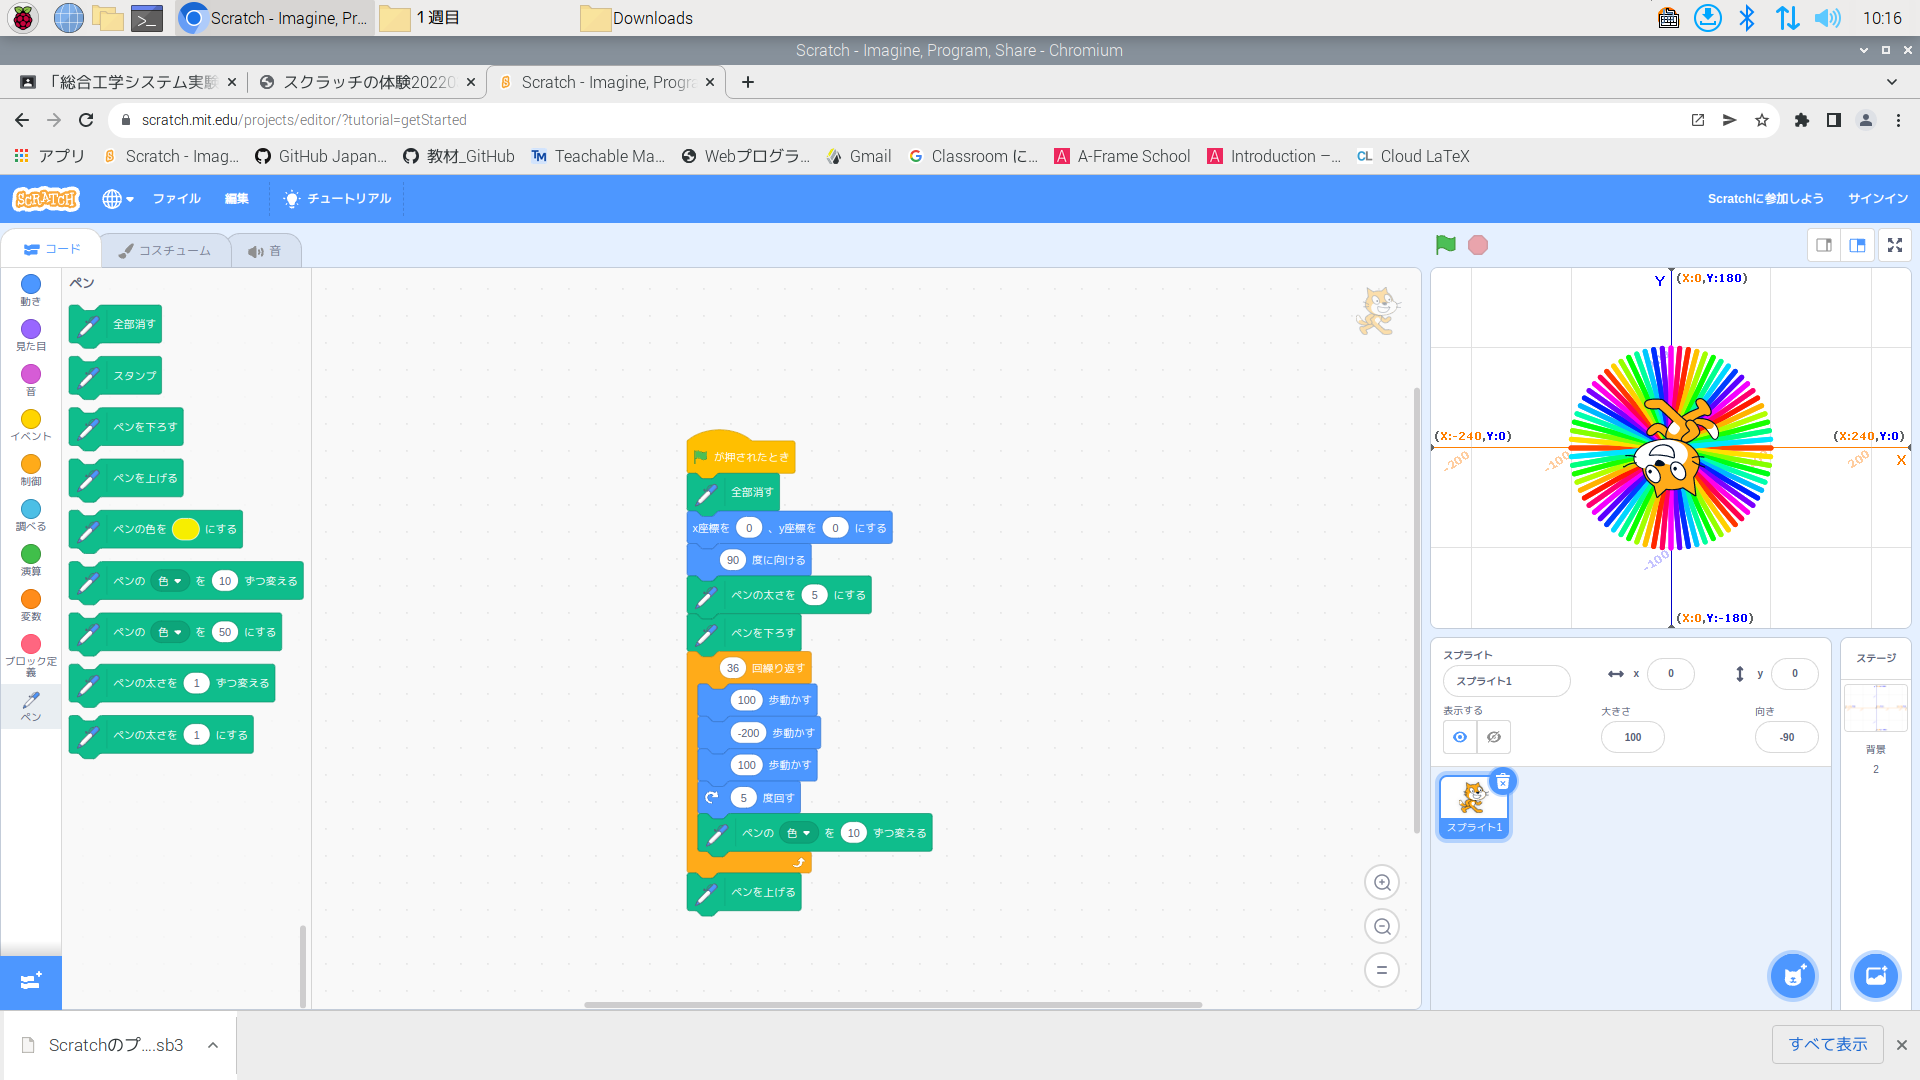 Scratch - Imagine, Pr...
１週目
Downloads
10:16
Scratch - Imagine, Program, Share - Chromium
「総合工学システム実験
スクラッチの体験20220
Scratch - Imagine, Progra
scratch.mit.edu/projects/editor/?tutorial=getStarted
アプリ
Scratch - Imag...
GitHub Japan...
教材_GitHub
TM
Teachable Ma...
Webプログラ...
Gmail
G
Classroom に...
A
A-Frame School
A
Introduction –...
CL
Cloud LaTeX
SCRATCH
ファイル
編集
チュートリアル
Scratchに参加しよう
サインイン
コード
コスチューム
音
動き
見た目
音
イベント
制御
調べる
演算
変数
ブロック定
義
ペン
ペン
全部消す
スタンプ
ペンを下ろす
ペンを上げる
ペンの色を にする
ペンの 色 を 10 ずつ変える
ペンの 色 を 50 にする
ペンの太さを 1 ずつ変える
ペンの太さを 1 にする
が押されたとき
全部消す
x座標を 0 、y座標を 0 にする
90 度に向ける
ペンの太さを 5 にする
ペンを下ろす
36 回繰り返す
100 歩動かす
-200 歩動かす
100 歩動かす
5 度回す
ペンの 色 を 10 ずつ変える
ペンを上げる
Y
(X:0,Y:180)
(X:-240,Y:0)
(X:240,Y:0)
-200
-100
200
X
-100
(X:0,Y:-180)
スプライト
スプライト1
x
0
y
0
表示する
大きさ
100
向き
-90
スプライト1
ステージ
背景
2
Scratchのプ....sb3
すべて表示